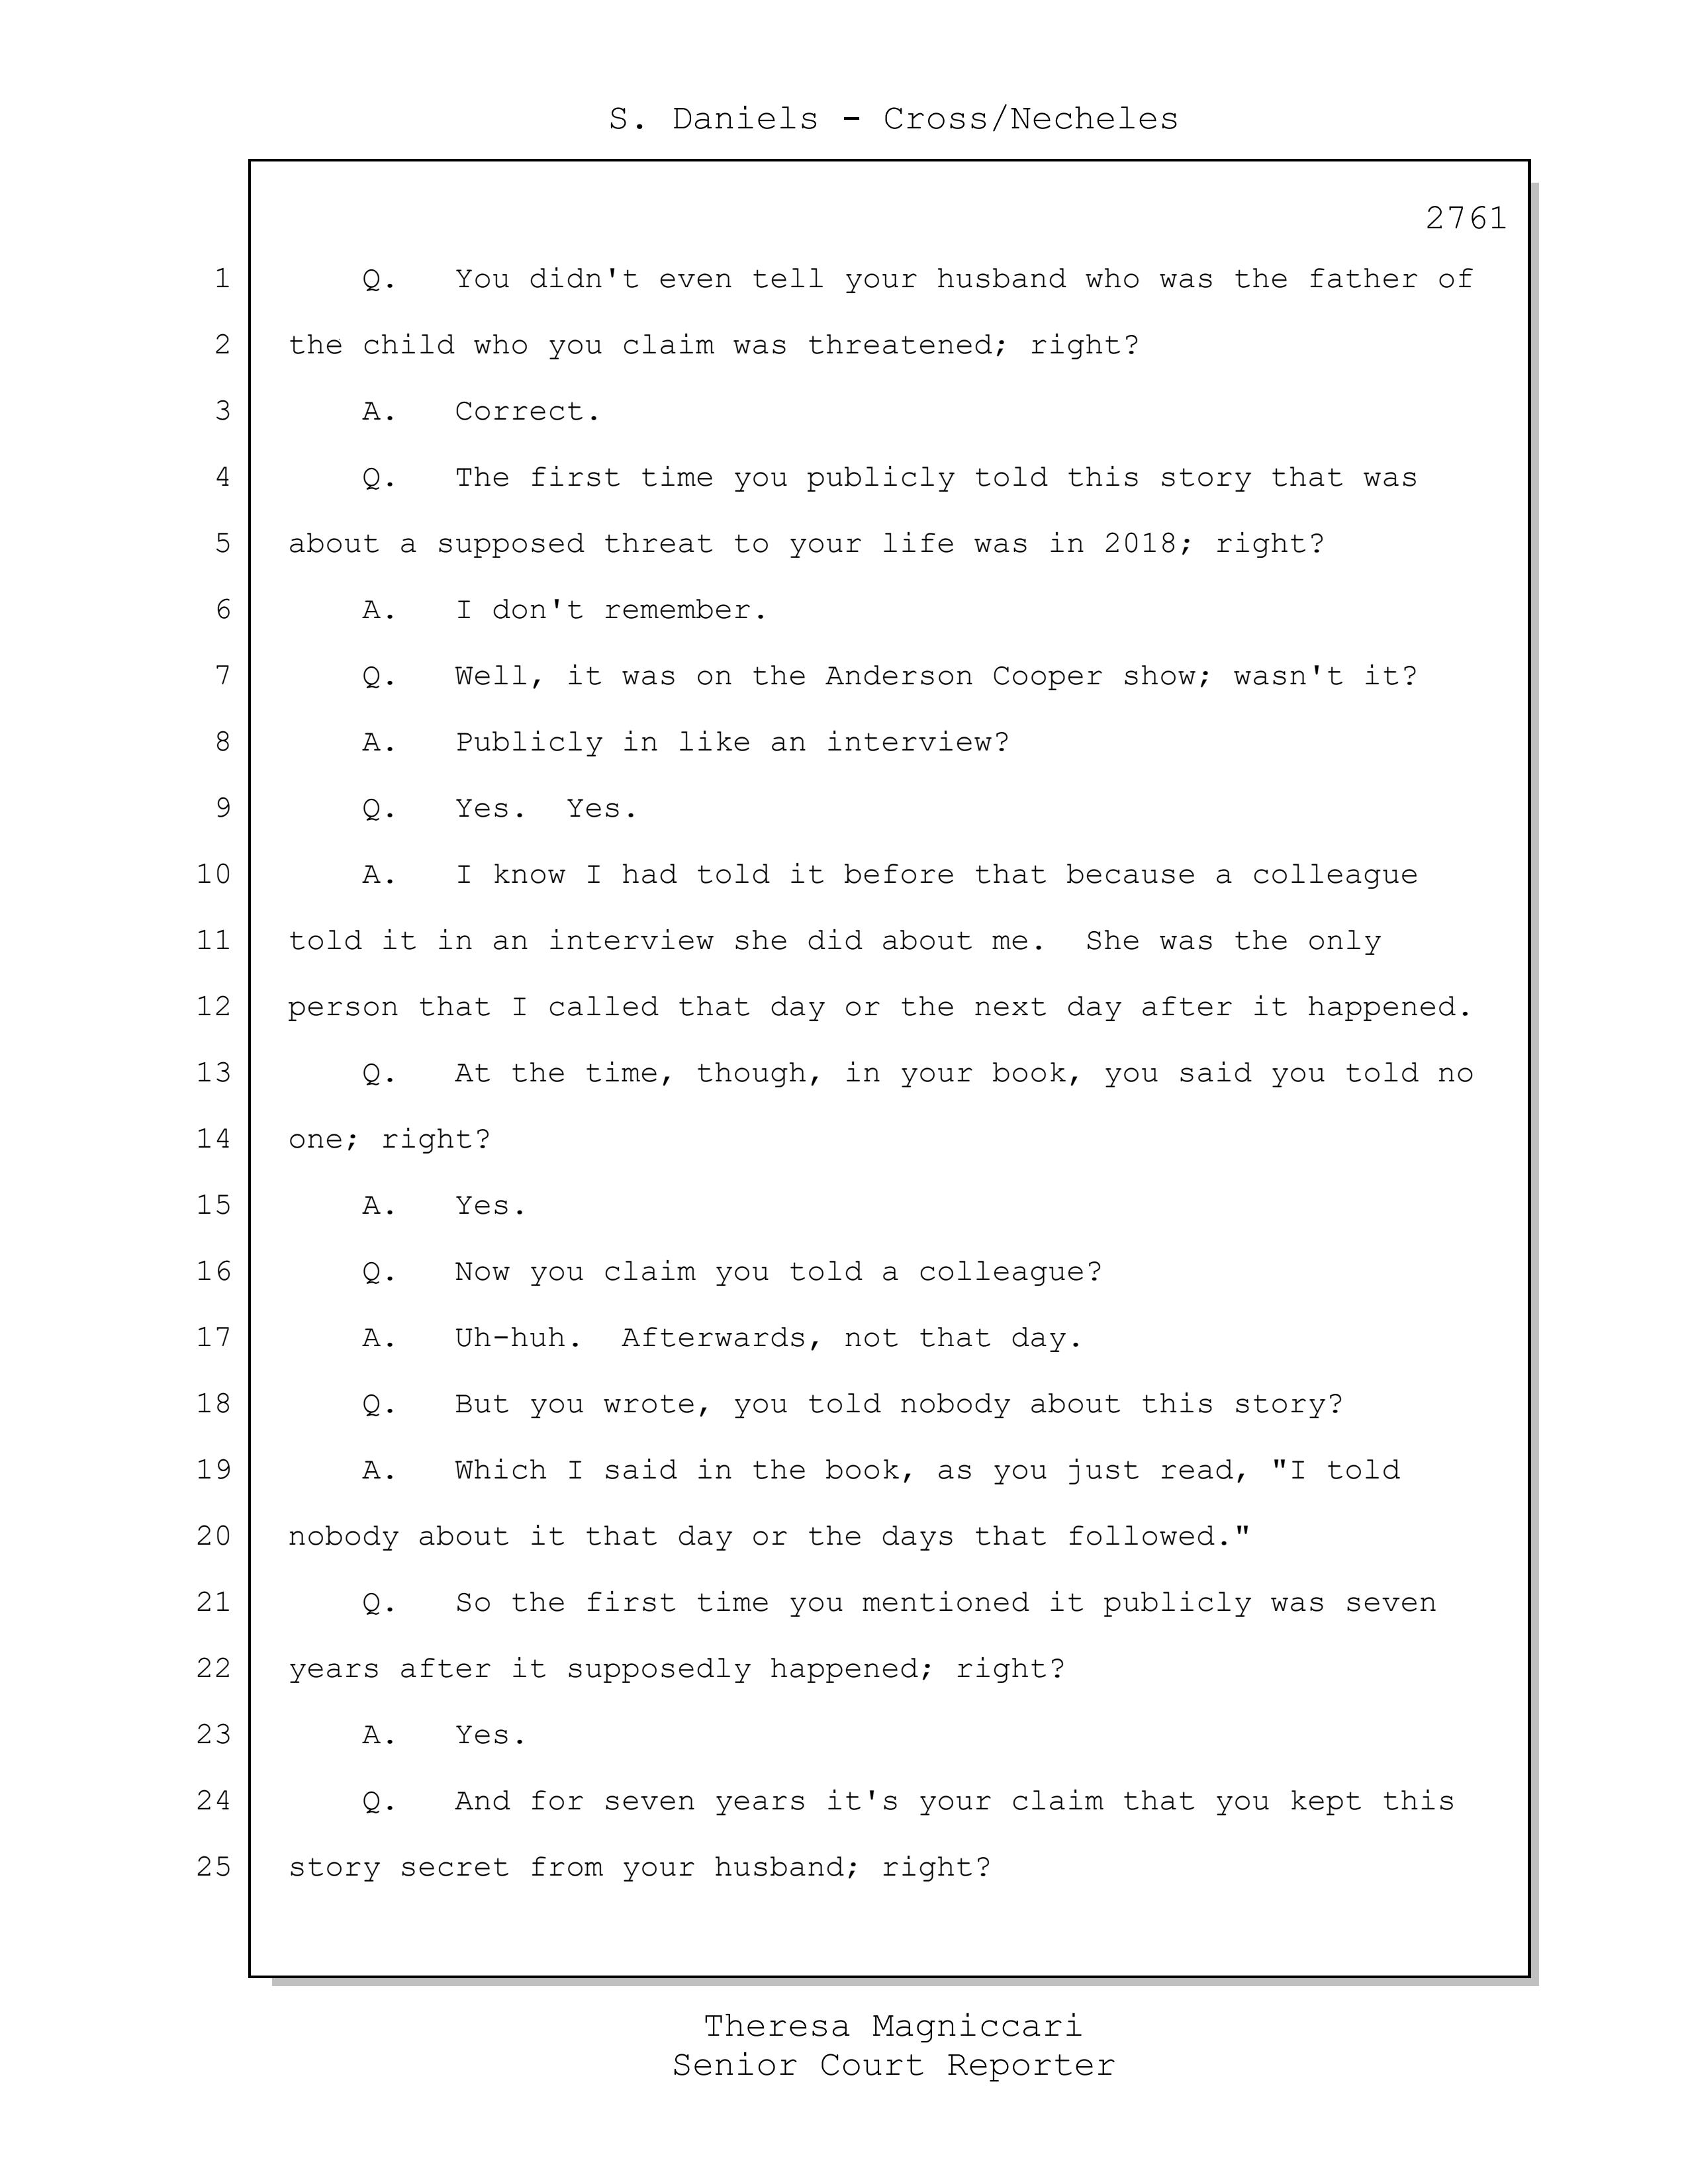 S. Daniels - Cross/Necheles
2761
1 Q. You didn't even tell your husband who was the father of
2 the child who you claim was threatened; right?
3 A. Correct.
4 Q. The first time you publicly told this story that was
5 about a supposed threat to your life was in 2018; right?
6 A. I don't remember.
7 Q. Well, it was on the Anderson Cooper show; wasn't it?
8 A. Publicly in like an interview?
9 Q. Yes. Yes.
10 A. I know I had told it before that because a colleague
11 told it in an interview she did about me. She was the only
12 person that I called that day or the next day after it happened.
13 Q. At the time, though, in your book, you said you told no
14 one; right?
15 A. Yes.
16 Q. Now you claim you told a colleague?
17 A. Uh-huh. Afterwards, not that day.
18 Q. But you wrote, you told nobody about this story?
19 A. Which I said in the book, as you just read, "I told
20 nobody about it that day or the days that followed."
21 Q. So the first time you mentioned it publicly was seven
22 years after it supposedly happened; right?
23 A. Yes.
24 Q. And for seven years it's your claim that you kept this
25 story secret from your husband; right?
Theresa Magniccari
Senior Court Reporter